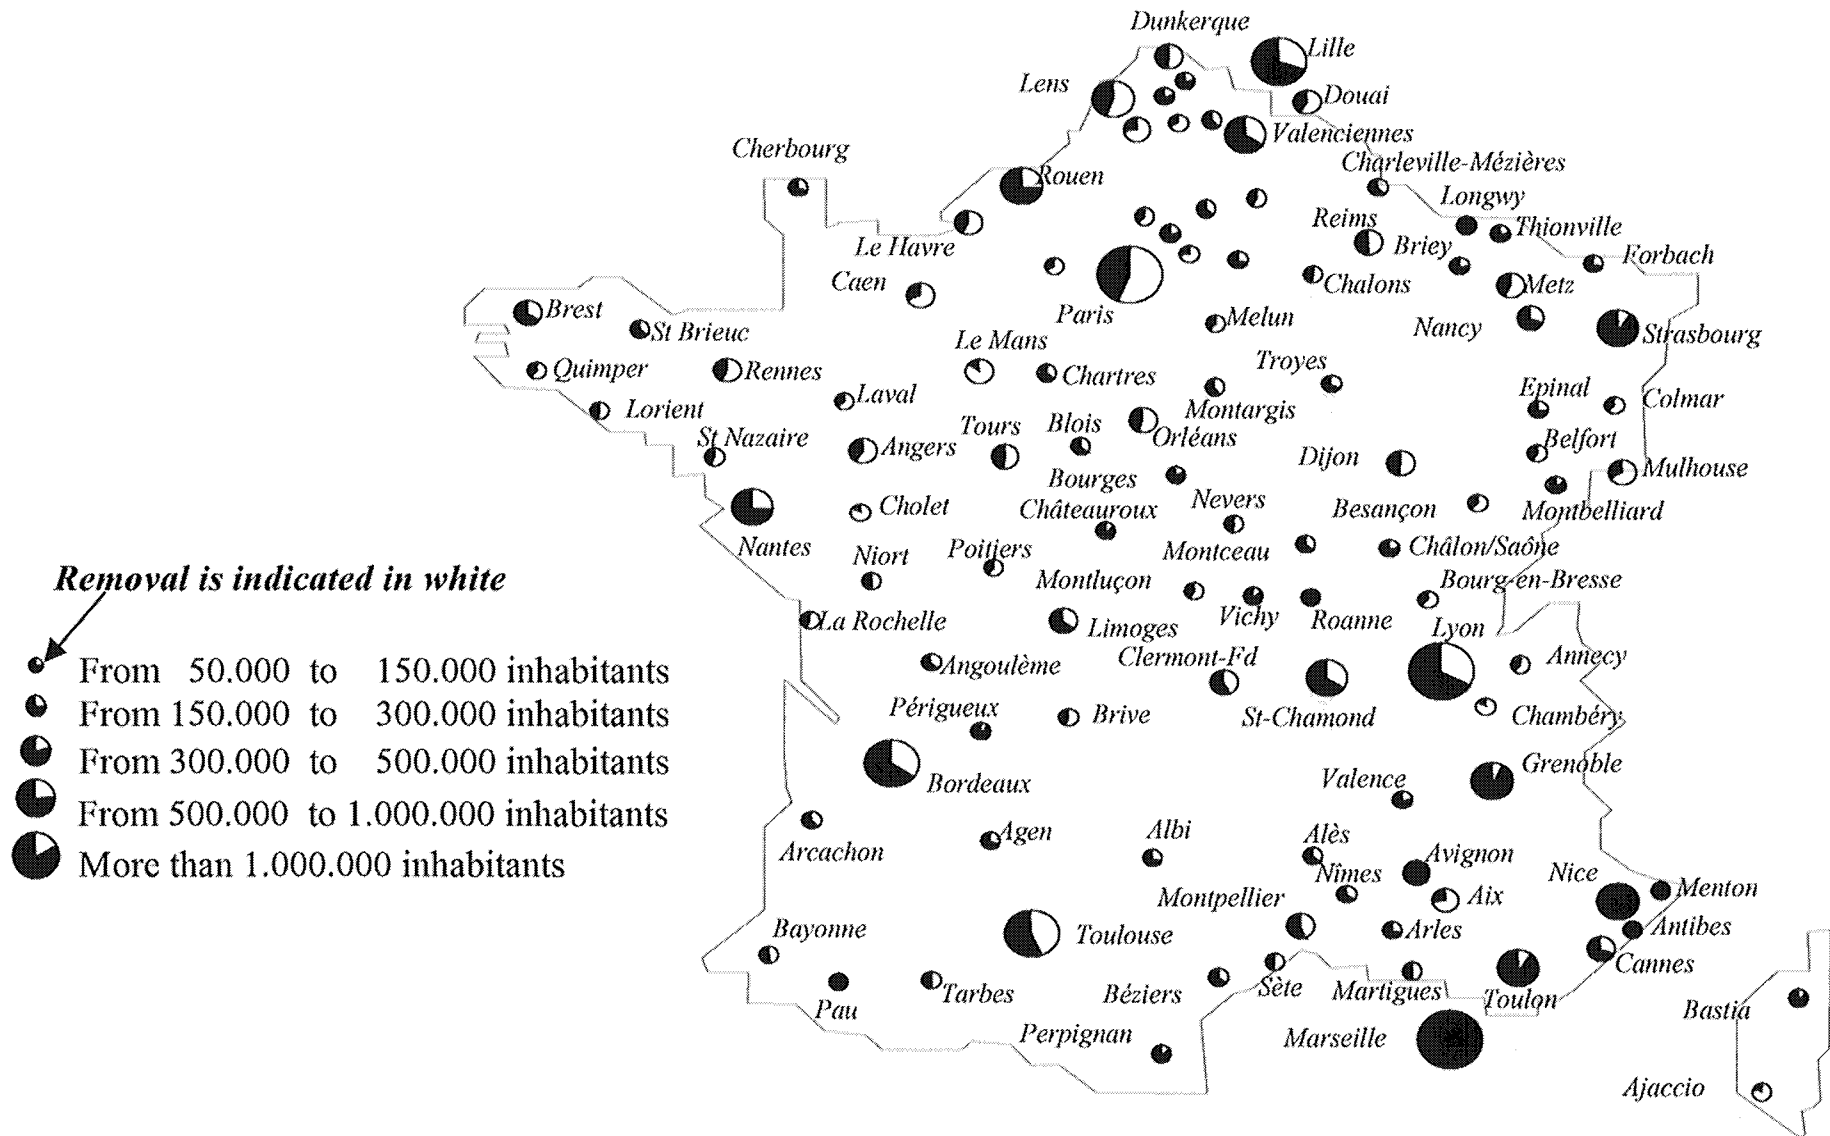 Dunkerque
Lille
Lens
Douai
Valenciennes
Cherbourg
Charleville-Mézières
Rouen
Longwy
Reims
Thionville
Le Havre
Briey
Forbach
Caen
Chalons
Metz
Brest
Paris
Melun
Nancy
Strasbourg
St Brieuc
Le Mans
Troyes
Quimper
Rennes
Chartres
Epinal
Colmar
Laval
Montargis
Lorient
Tours
Blois
Orléans
St Nazaire
Angers
Dijon
Belfort
Mulhouse
Bourges
Cholet
Châteauroux
Nevers
Besançon
Montbelliard
Nantes
Niort
Poitiers
Montceau
Châlon/Saône
Removal is indicated in white
Montluçon
Bourg-en-Bresse
La Rochelle
Limoges
Vichy
Roanne
Lyon
From 50.000 to 150.000 inhabitants
Angoulème
Clermont-Fd
Annecy
From 150.000 to 300.000 inhabitants
Périgueux
Brive
St-Chamond
Chambéry
From 300.000 to 500.000 inhabitants
Bordeaux
Valence
Grenoble
From 500.000 to 1.000.000 inhabitants
Arcachon
Agen
Albi
Alès
Avignon
More than 1.000.000 inhabitants
Nîmes
Nice
Menton
Montpellier
Aix
Bayonne
Toulouse
Arles
Antibes
Cannes
Pau
Tarbes
Béziers
Sète
Martigues
Toulon
Bastia
Perpignan
Marseille
Ajaccio